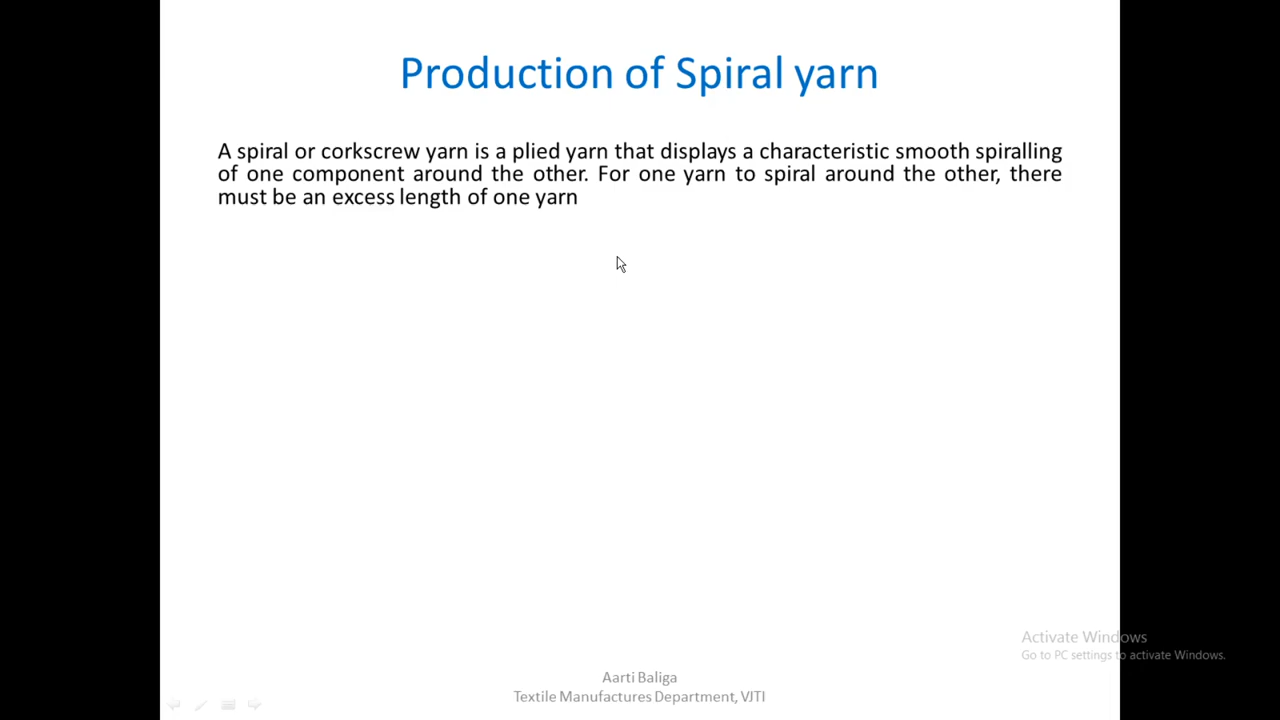 Production of Spiral yarn
A spiral or corkscrew yarn is a plied yarn that displays a characteristic smooth spiralling
of one component around the other. For one yarn to spiral around the other, there
must be an excess length of one yarn
Activate Windows
Go to PC settings to activate Windows.
Aarti Baliga
Textile Manufactures Department, VJTI